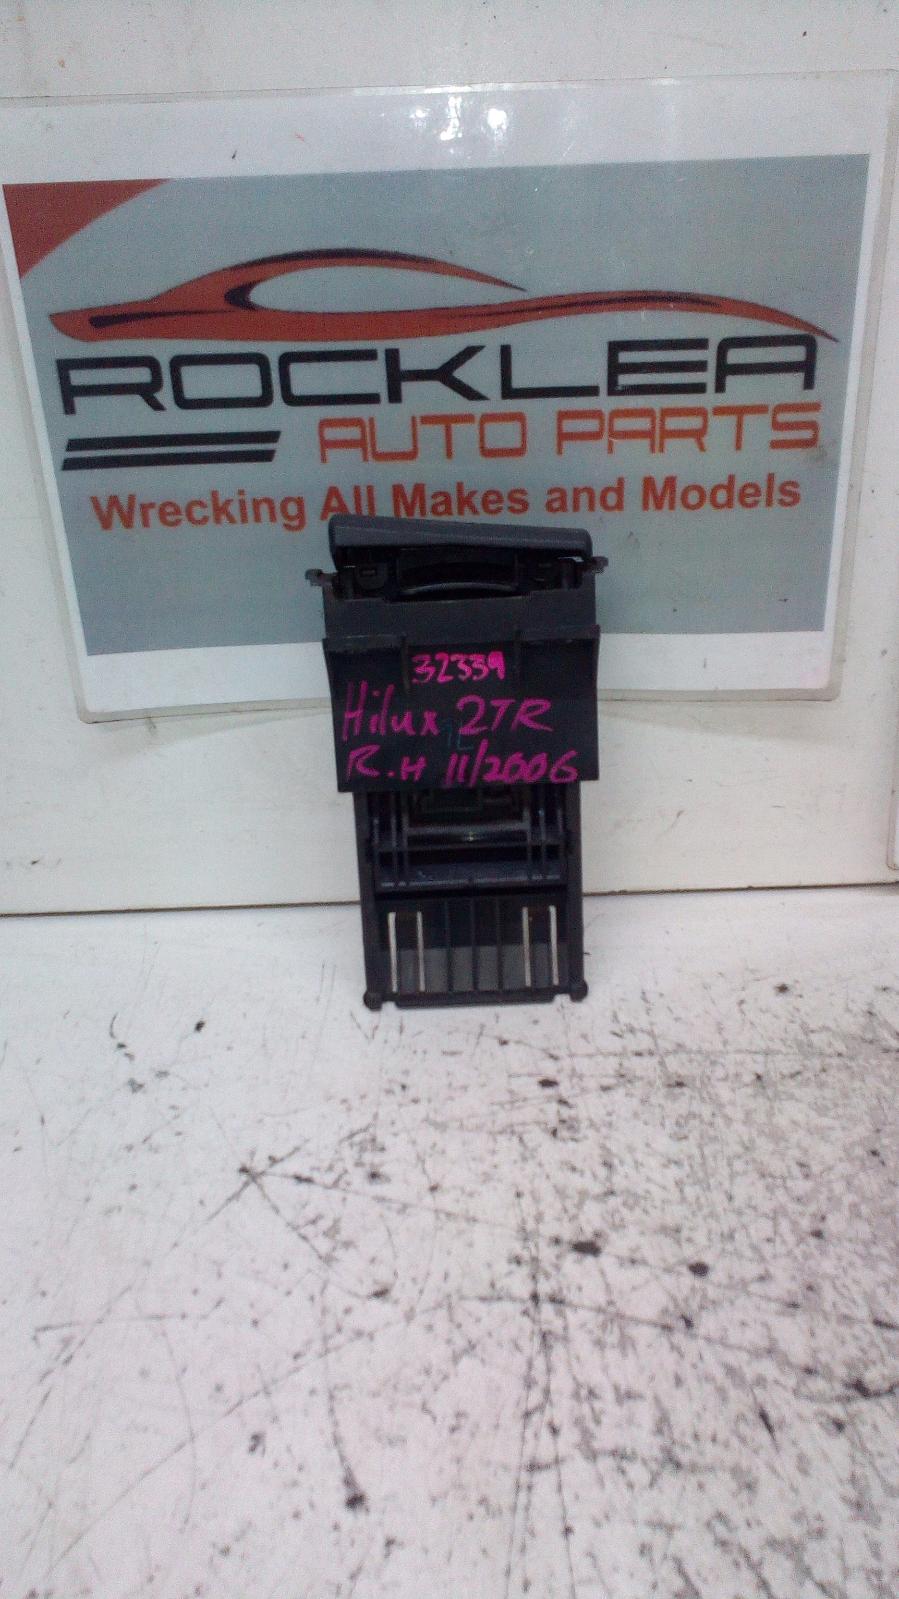 ROCKLEA
AUTO PARTS
Wrecking All Makes and Models
32339
Hilux 2TR
R.H 11/2006